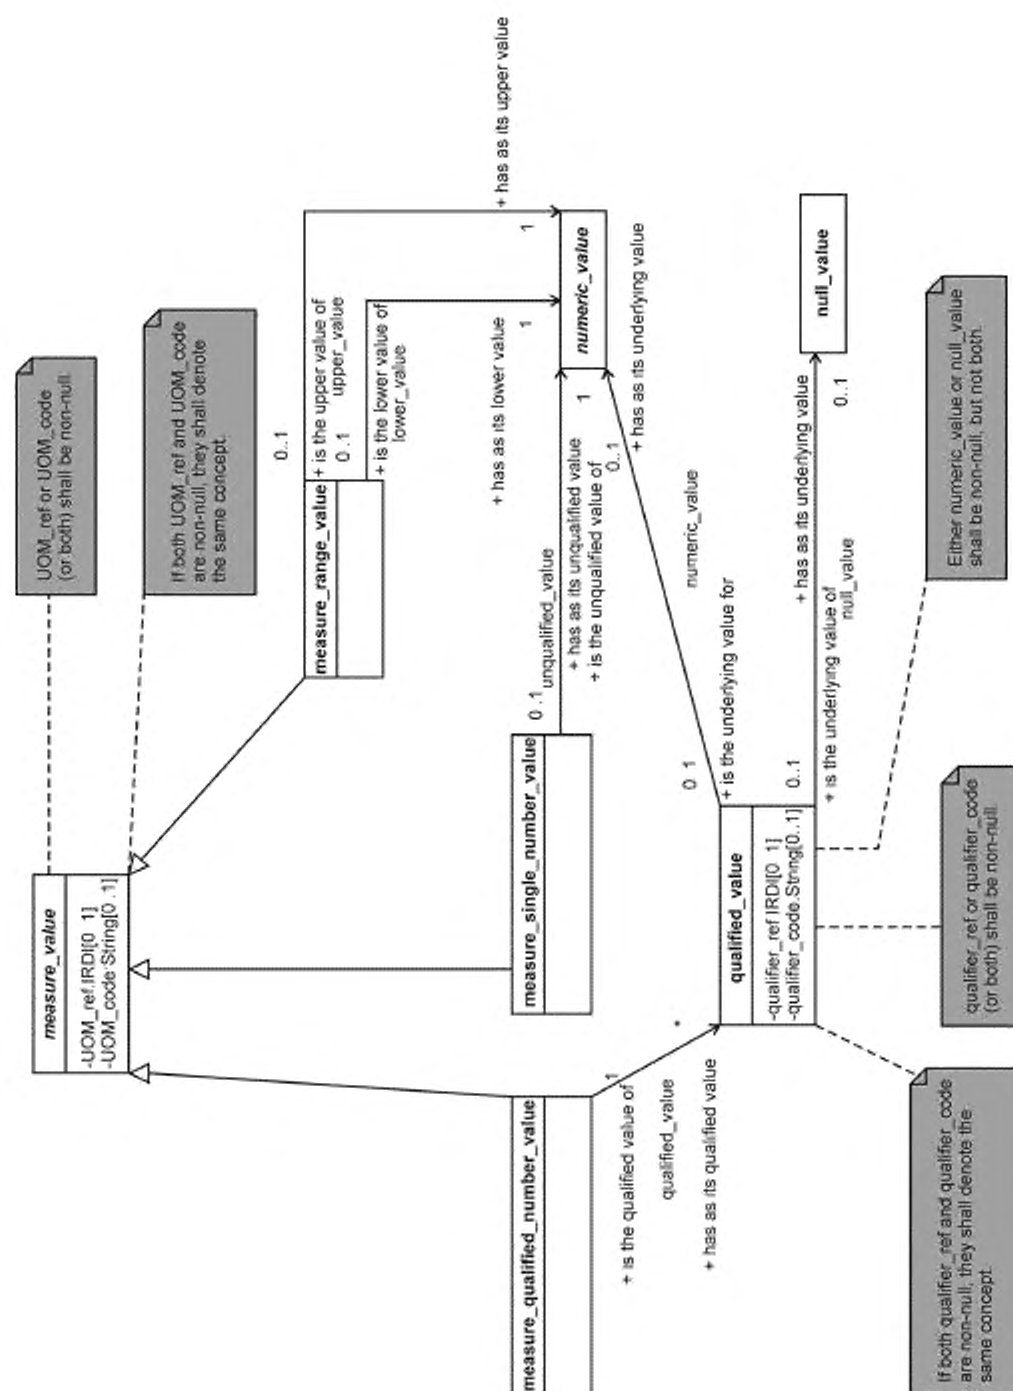 If both qualifier_ref and qualifier_code
are non-null, they shall denote the
same concept.
measure_qualified_number_value
+ is the qualified value of
1
qualified_value
*
+ has as its qualified value
measure_value
-UOM_ref.IRDI[0 1]
-UOM_code:String[0..1]
qualifier_ref or qualifier_code
(or both) shall be non-null.
measure_single_number_value
qualified_value
-qualifier_ref IRDI[0 1]
-qualifier_code.String[0..1]
0 1
+ is the underlying value for
0..1
+ is the underlying value of
null_value
0 .1
unqualified_value
+ has as its unqualified value
+ is the unqualified value of
1
0..1
numeric_value
+ has as its underlying value
UOM_ref or UOM_code
(or both) shall be non-null.
If both UOM_ref and UOM_code
are non-null, they shall denote
the same concept.
measure_range_value
0..1
+ is the upper value of
upper_value
0.1
+ is the lower value of
lower_value
+ has as its lower value
1
+ has as its upper value
1
numeric_value
+ has as its underlying value
0..1
null_value
Either numeric_value or null_value
shall be non-null, but not both.